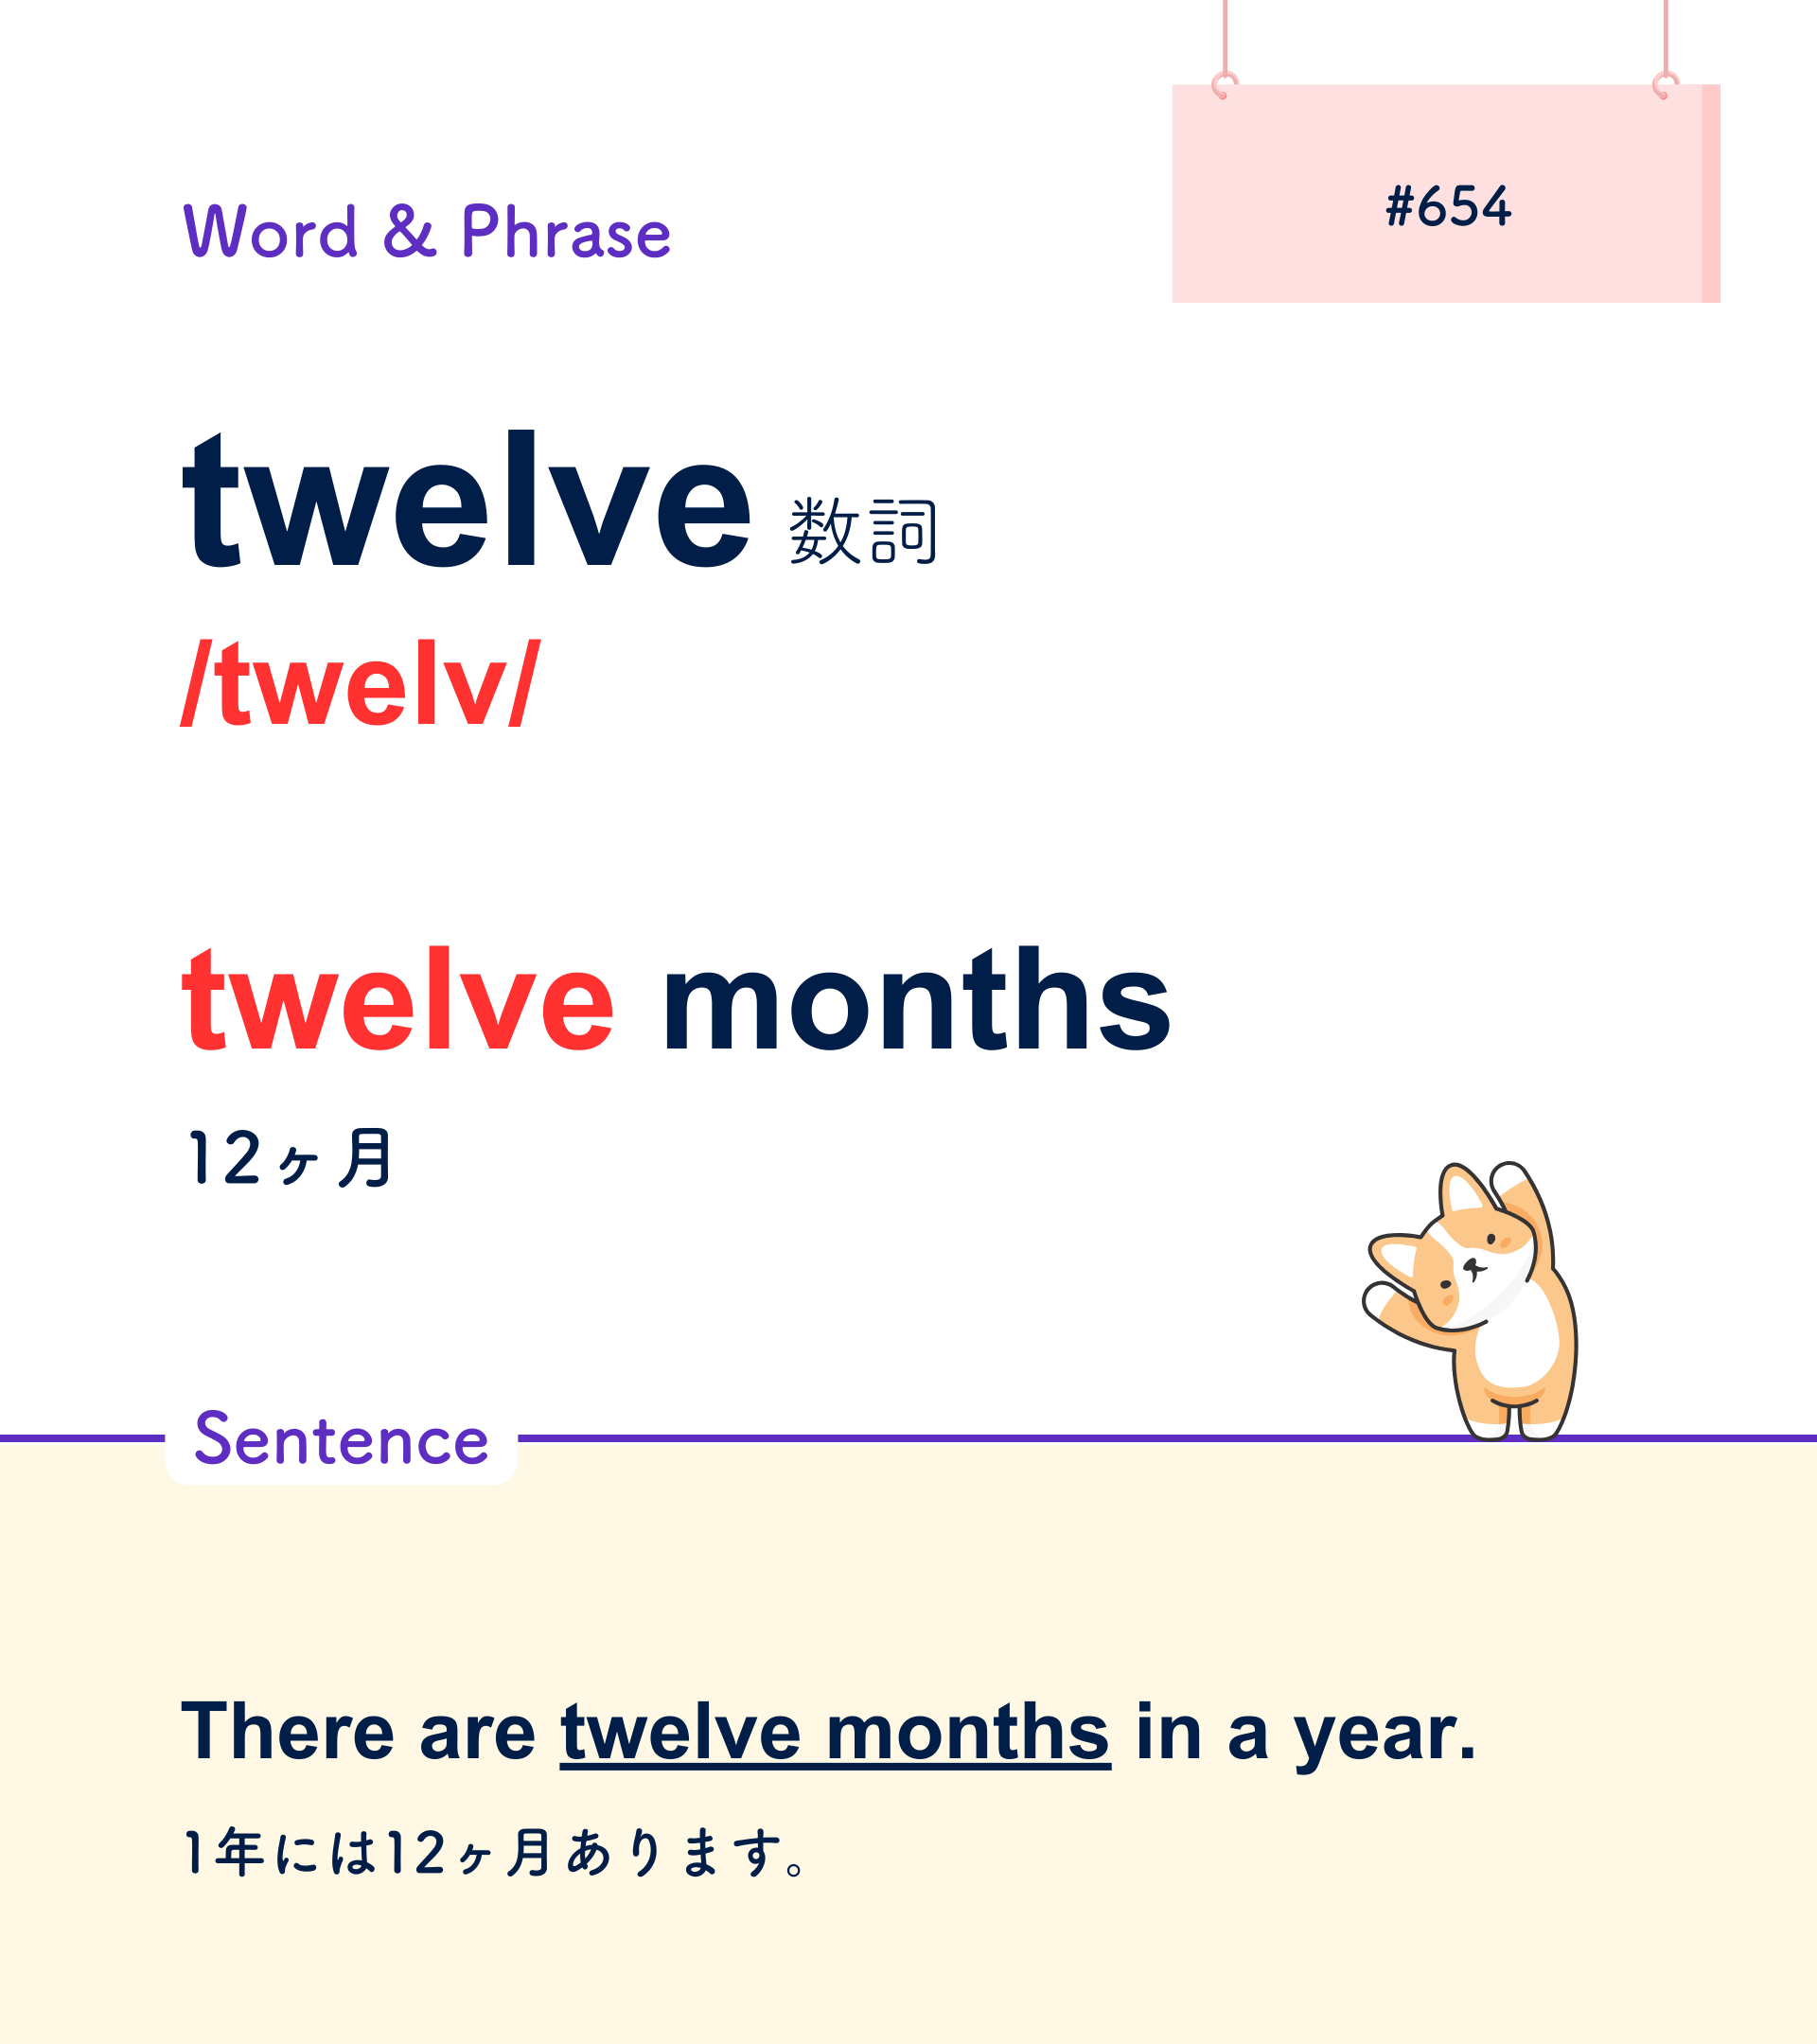 #654
Word & Phrase
twelve 数詞
/twelv/
twelve months
12ヶ月
Sentence
There are twelve months in a year.
1年には12ヶ月あります。